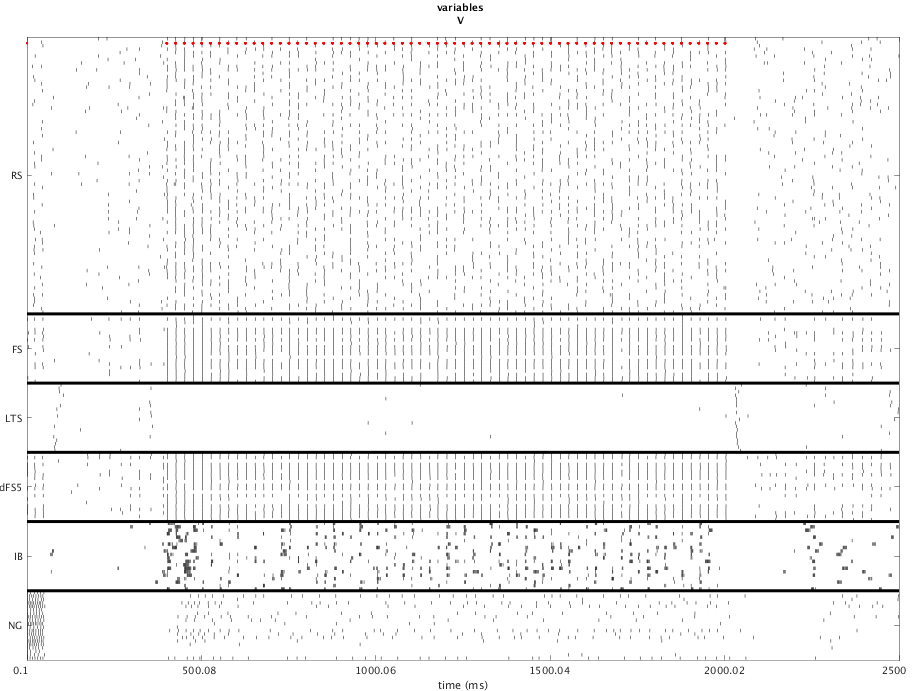 variables
V
RS
FS
LTS
dFS5
IB
NG
0.1
500.08
1000.06
1500.04
2000.02
2500
time (ms)